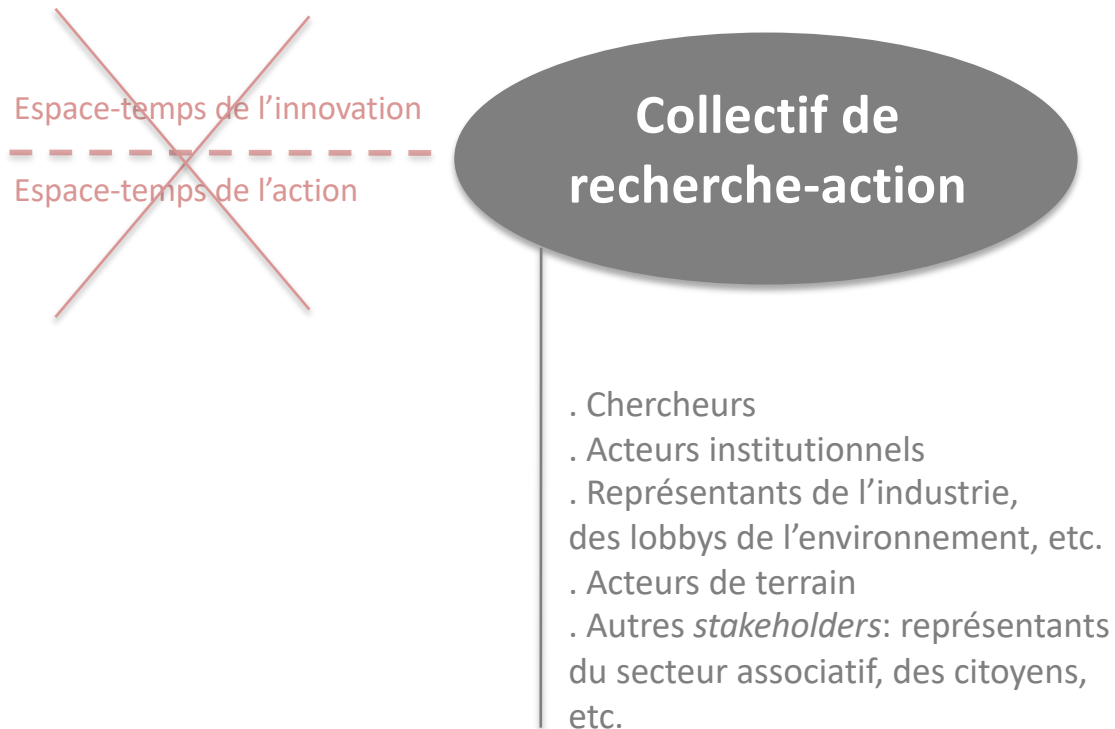 Espace-temps de l’innovation
Espace-temps de l’action
Collectif de
recherche-action
. Chercheurs
. Acteurs institutionnels
. Représentants de l’industrie,
des lobbys de l’environnement, etc.
. Acteurs de terrain
. Autres stakeholders: représentants
du secteur associatif, des citoyens,
etc.